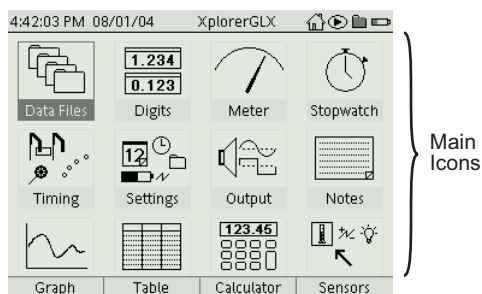 4:42:03 PM 08/01/04 XplorerGLX
1.234
0.123
Data Files Digits Meter Stopwatch
12
Timing Settings Output Notes
123.45
Graph Table Calculator Sensors
Main
Icons